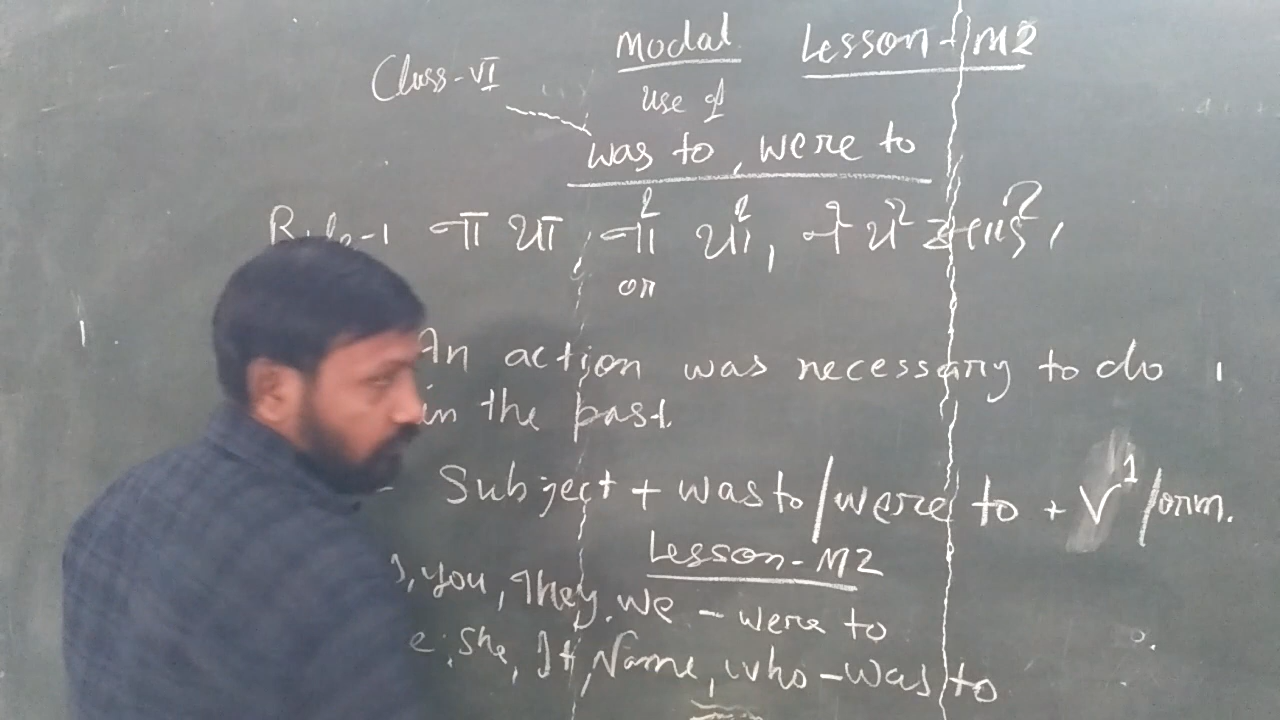 Modal Lesson-M2
Class-VI
use of
was to, were to
Rule-1 ना था, नी थी, ने थे
or
An action was necessary to do
in the past.
Subject + was to/were to + V¹ form.
Lesson-M2
you, They, we - were to
She, It, Name, who - was to